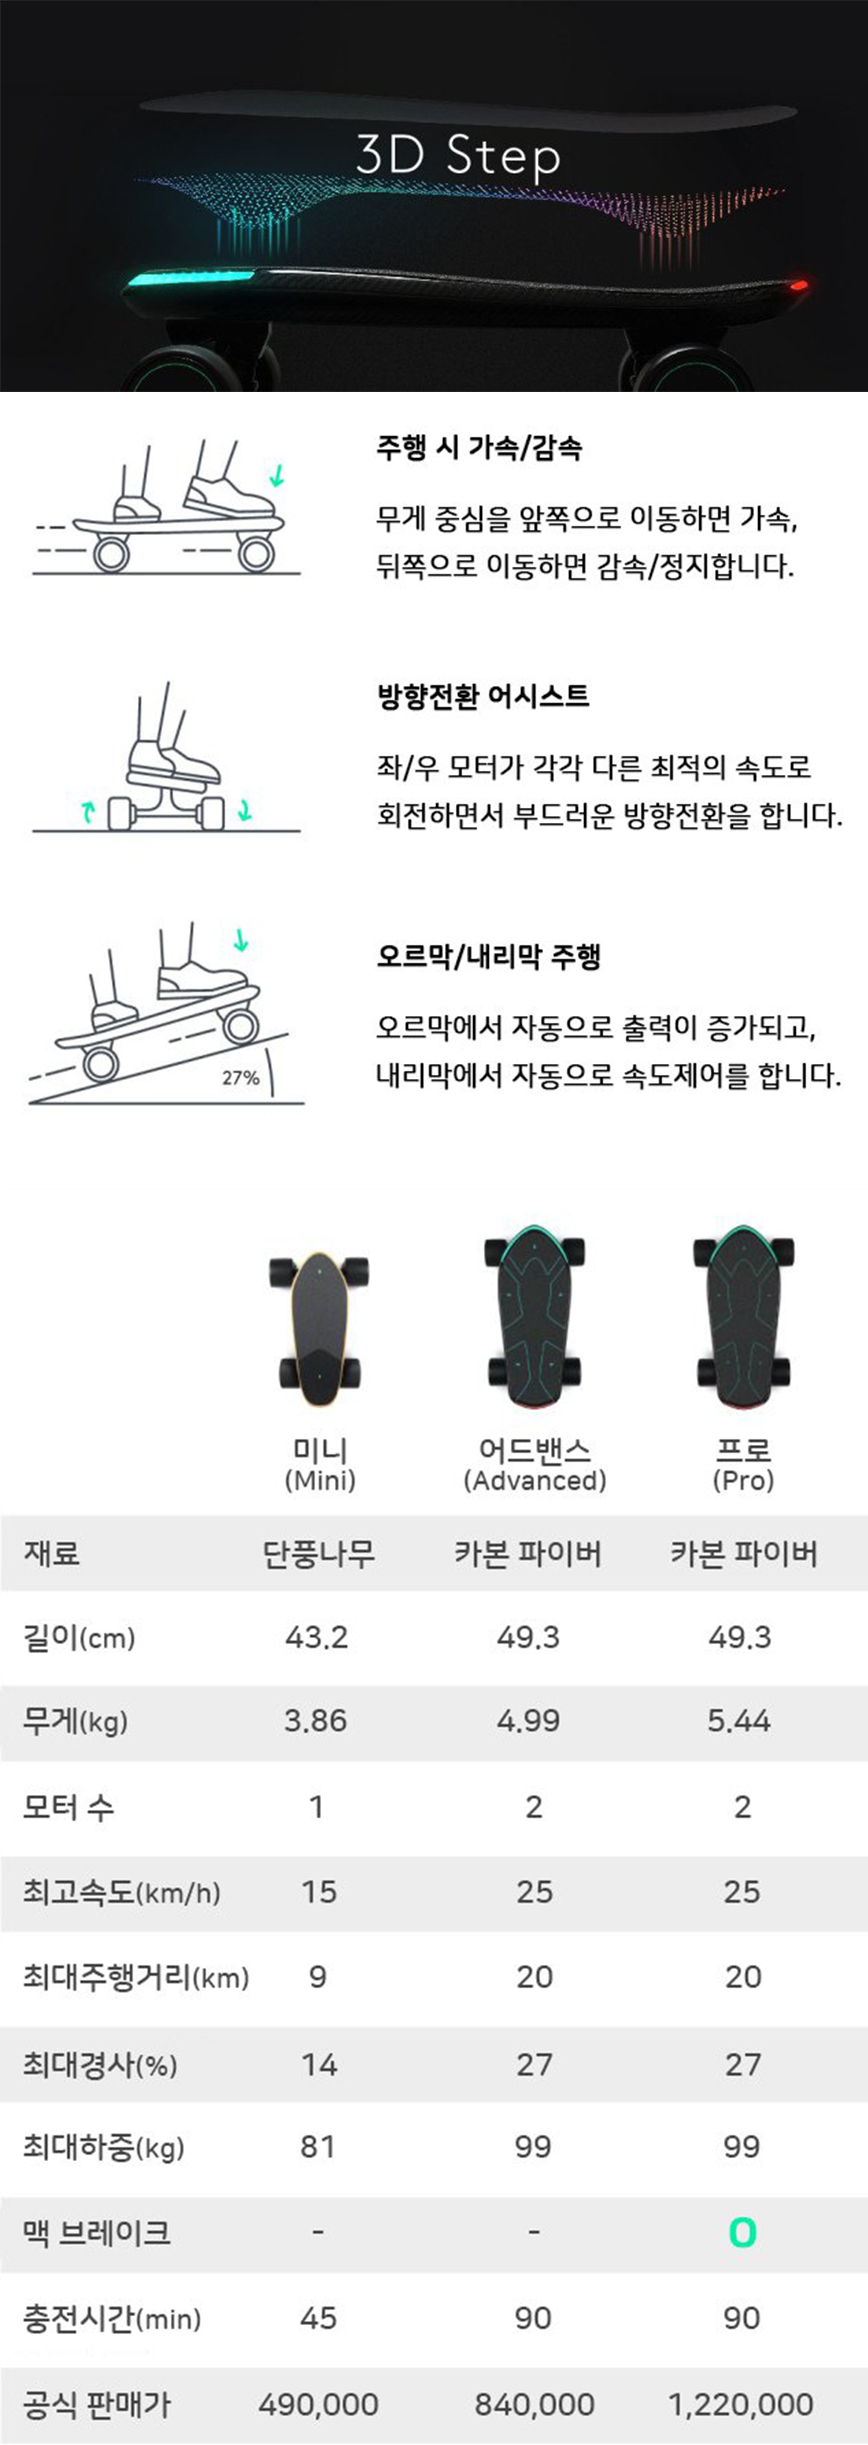 3D Step
주행 시 가속/감속
무게 중심을 앞쪽으로 이동하면 가속,
뒤쪽으로 이동하면 감속/정지합니다.
방향전환 어시스트
좌/우 모터가 각각 다른 최적의 속도로
회전하면서 부드러운 방향전환을 합니다.
27%
오르막/내리막 주행
오르막에서 자동으로 출력이 증가되고,
내리막에서 자동으로 속도제어를 합니다.
미니 어드밴스 프로
(Mini) (Advanced) (Pro)
재료 단풍나무 카본 파이버 카본 파이버
길이(cm) 43.2 49.3 49.3
무게(kg) 3.86 4.99 5.44
모터 수 1 2 2
최고속도(km/h) 15 25 25
최대주행거리(km) 9 20 20
최대경사(%) 14 27 27
최대하중(kg) 81 99 99
맥 브레이크 - - O
충전시간(min) 45 90 90
공식 판매가 490,000 840,000 1,220,000